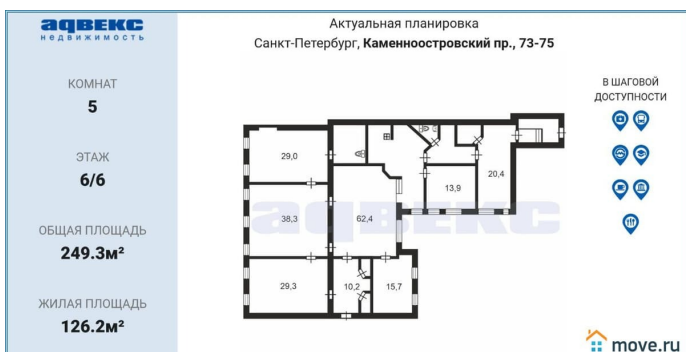 адвекс
НЕДВИЖИМОСТЬ
КОМНАТ
5
ЭТАЖ
6/6
ОБЩАЯ ПЛОЩАДЬ
249.3м²
ЖИЛАЯ ПЛОЩАДЬ
126.2м²
Актуальная планировка
Санкт-Петербург, Каменноостровский пр., 73-75
29,0
38,3
62,4
13,9
20,4
29,3
10,2
15,7
адвекс
В ШАГОВОЙ
ДОСТУПНОСТИ
move.ru